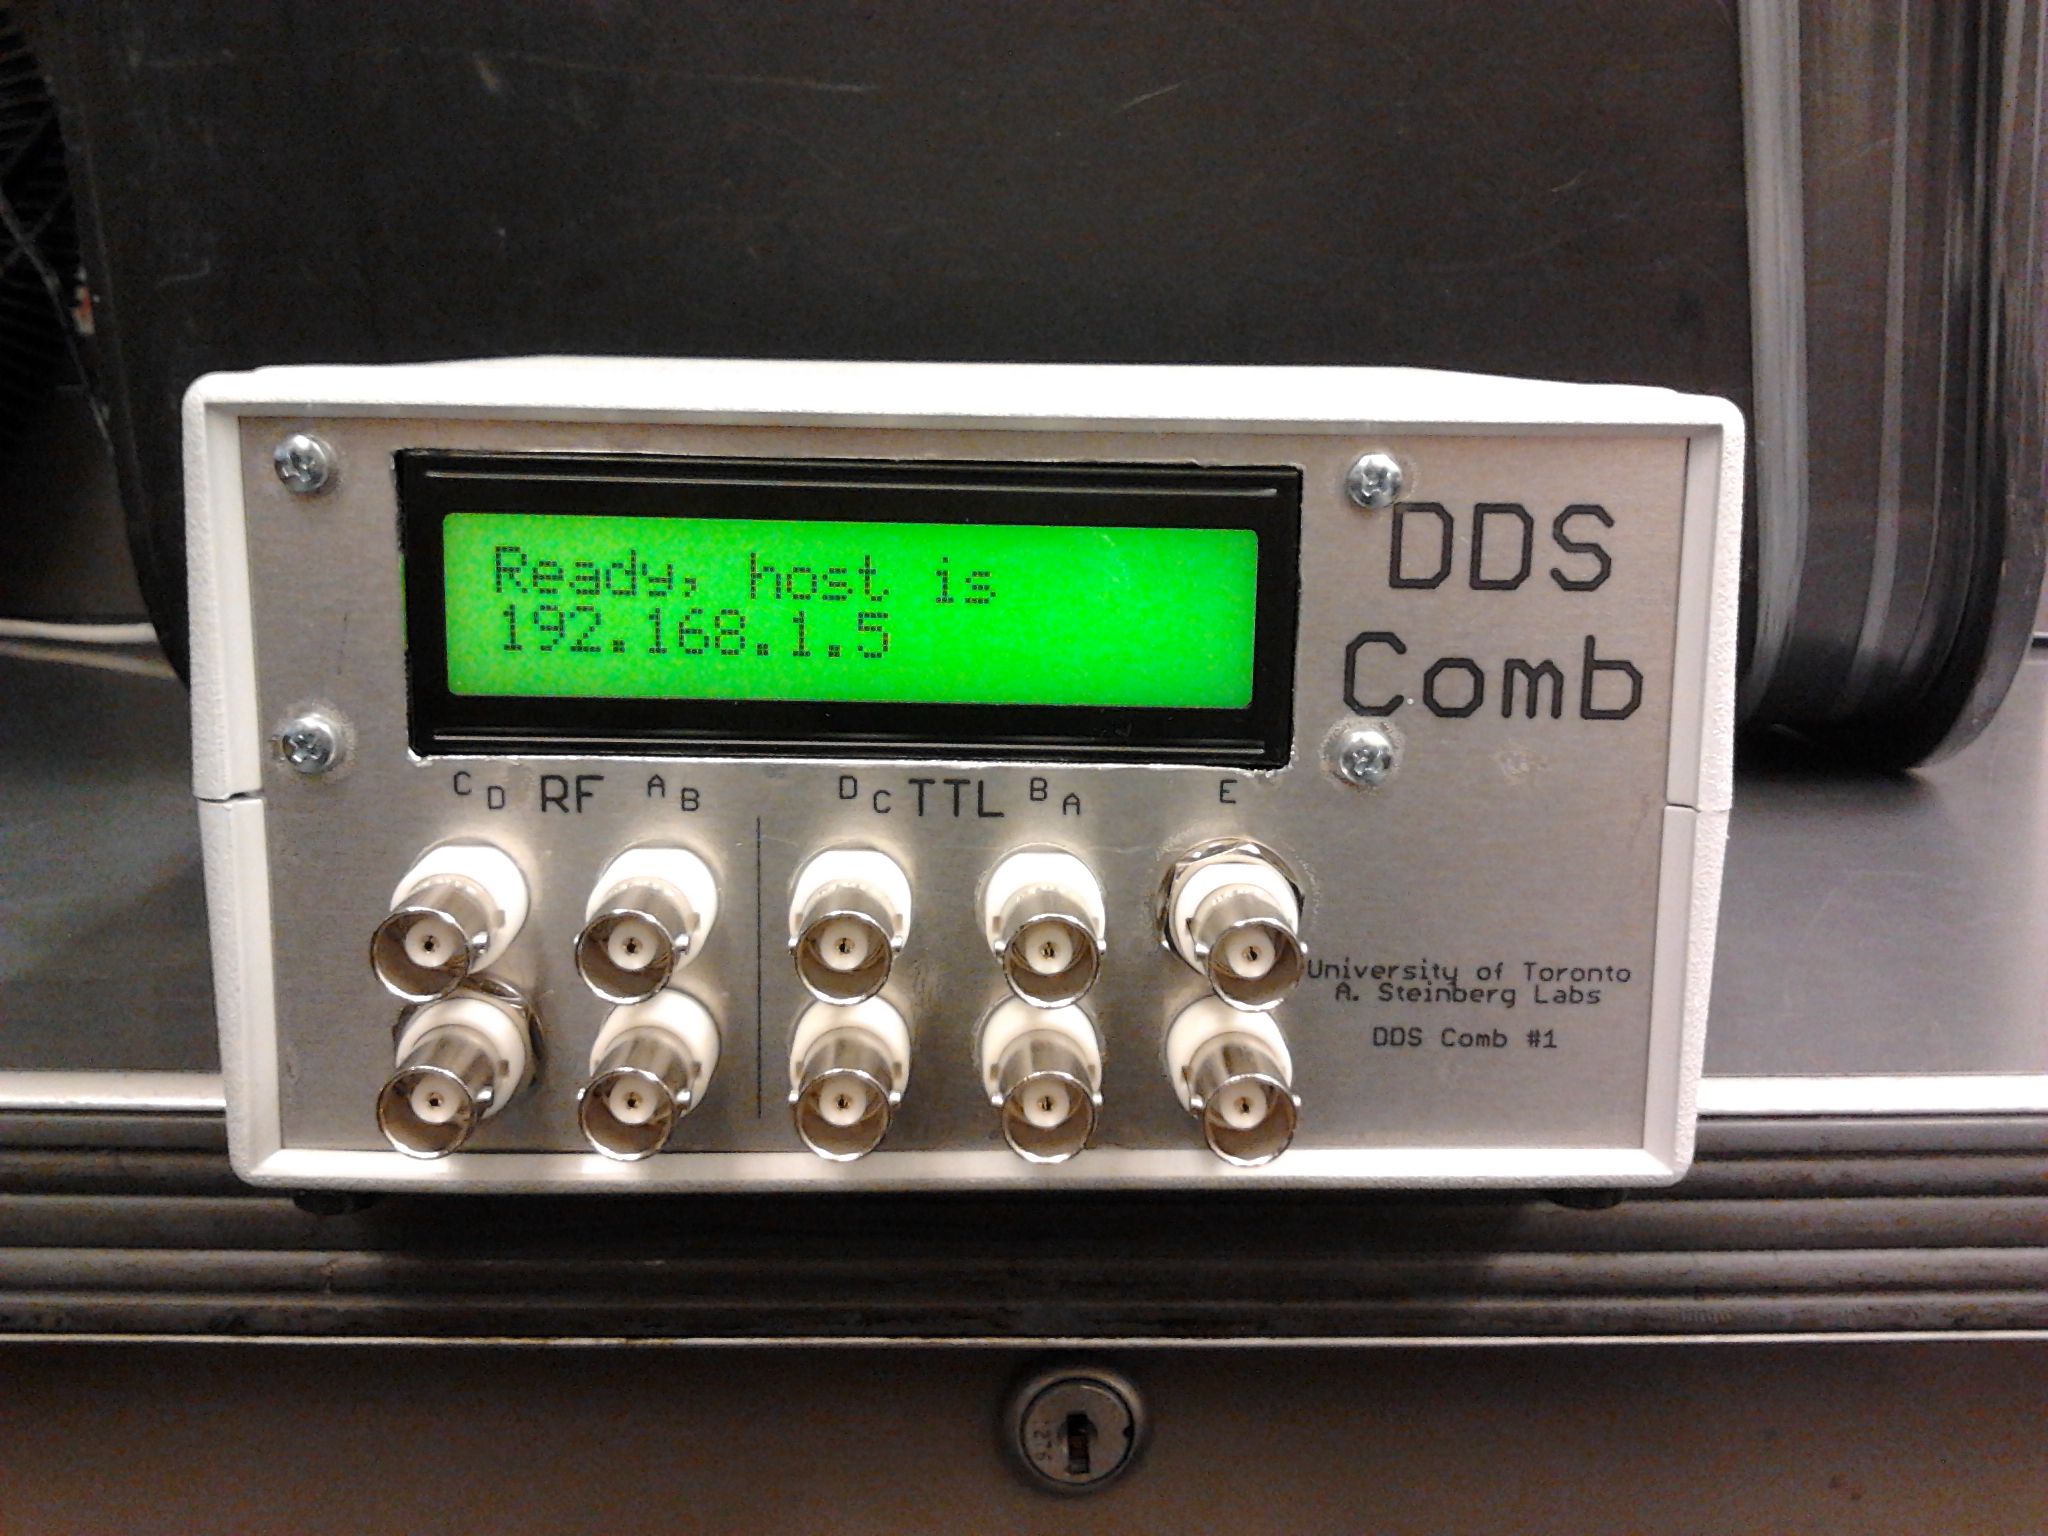 Ready, host is
192.168.1.5
DDS
Comb
C D RF A B
D C TTL B A
E
University of Toronto
A. Steinberg Labs
DDS Comb #1